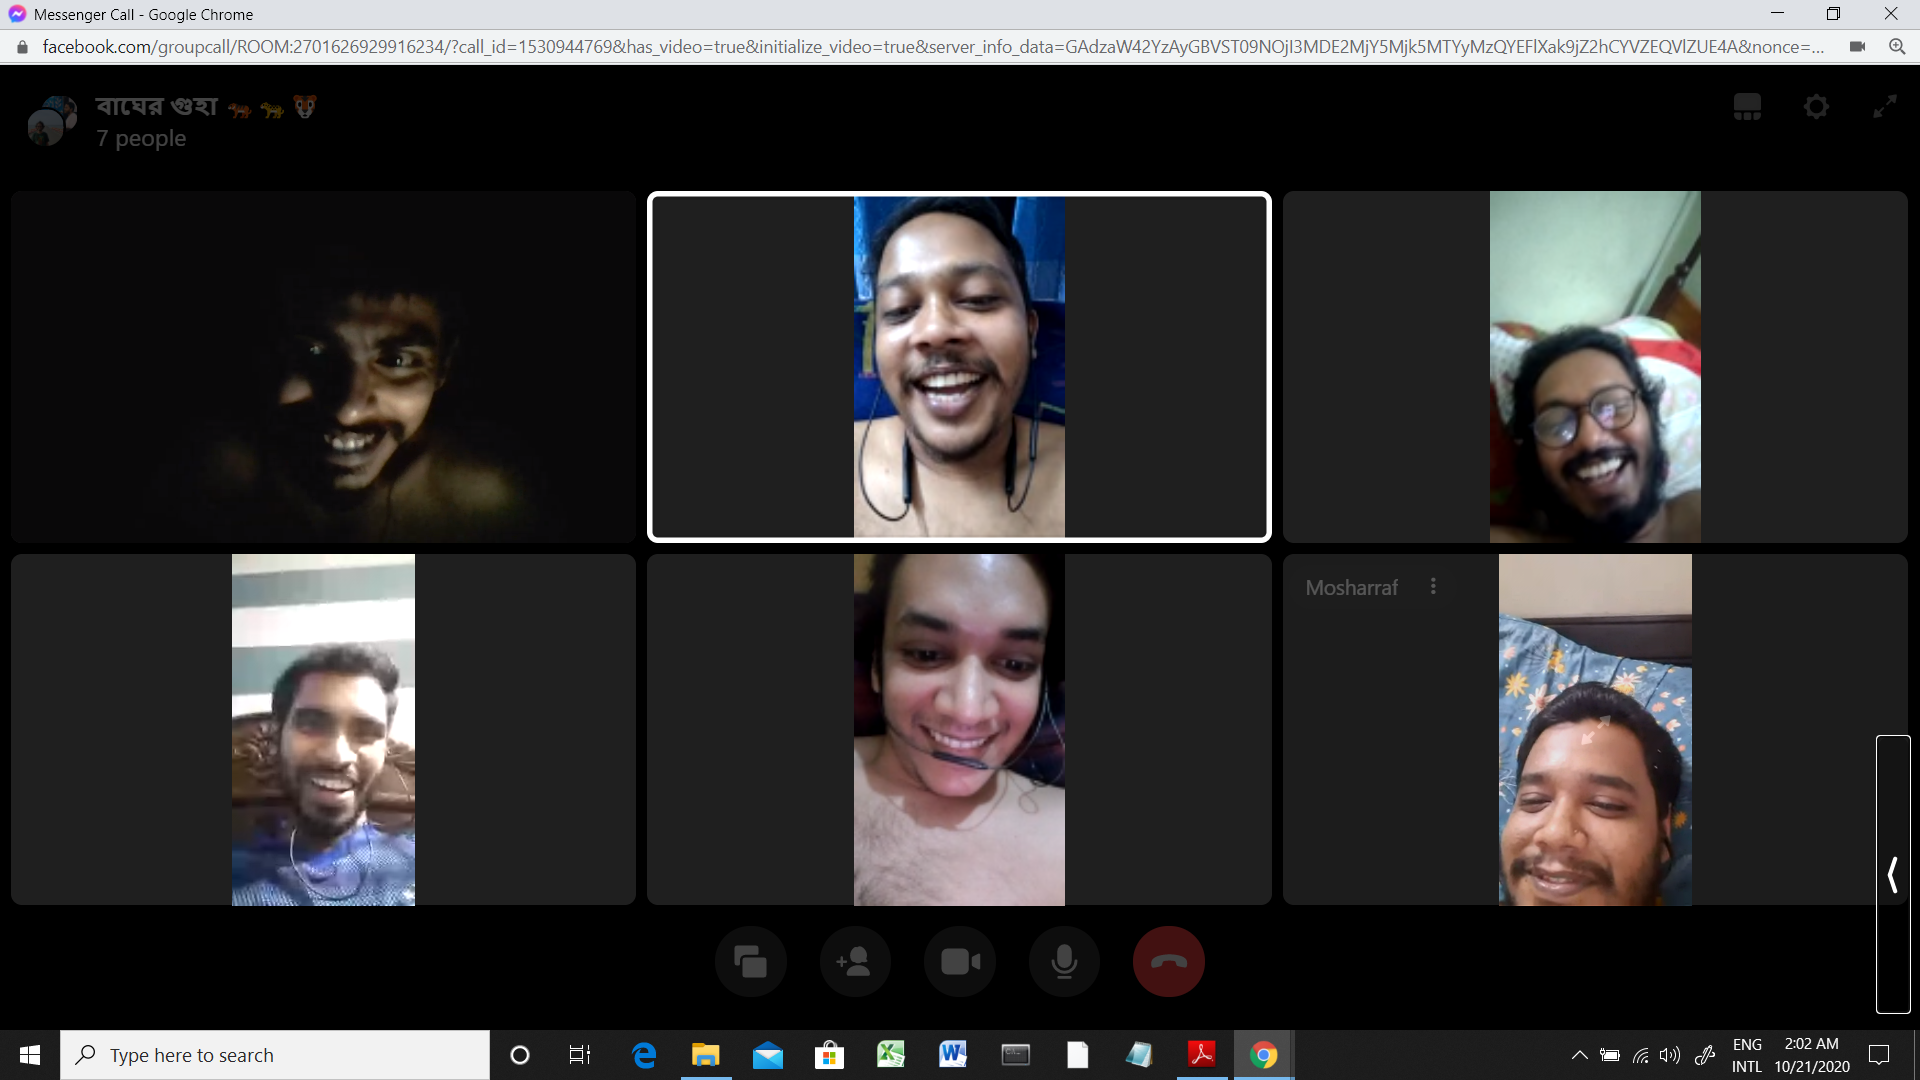 Messenger Call - Google Chrome
facebook.com/groupcall/ROOM:2701626929916234/?call_id=1530944769&has_video=true&initialize_video=true&server_info_data=GAdzaW42YzAyGBVST09NOjI3MDE2MjY5Mjk5MTYyMzQYEFlXak9jZ2hCYVZEQVlZUE4A&nonce=...
বাঘের গুহা 🐅 🐆 🐯
7 people
Mosharraf
Type here to search
ENG
INTL
2:02 AM
10/21/2020